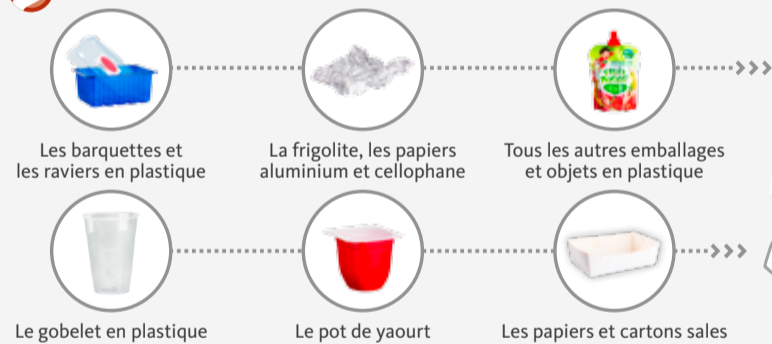 Les barquettes et
les raviers en plastique
La frigolite, les papiers
aluminium et cellophane
Tous les autres emballages
et objets en plastique
Le gobelet en plastique
Le pot de yaourt
Les papiers et cartons sales